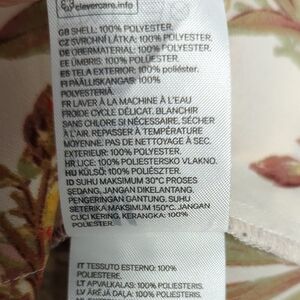 clevercare.info
GB SHELL: 100% POLYESTER.
CZ SVRCHNÍ LÁTKA: 100% POLYESTER.
DE OBERMATERIAL: 100% POLYESTER.
EE ÜMBRIS: 100% POLÜESTER.
ES TELA EXTERIOR: 100% poliéster.
FI PÄÄLLISKANGAS: 100%
POLYESTERIÄ.
FR LAVER À LA MACHINE À L'EAU
FROIDE CYCLE DÉLICAT, BLANCHIR
SANS CHLORE SI NÉCESSAIRE, SÉCHER
À L'AIR, REPASSER À TEMPÉRATURE
MOYENNE, PAS DE NETTOYAGE À SEC.
EXTERIEUR: 100% POLYESTER.
HR LICE: 100% POLIESTERSKO VLAKNO.
HU KÜLSŐ: 100% POLIÉSZTER.
ID SUHU MAKSIMUM 30°C PROSES
SEDANG, JANGAN DIKELANTANG.
PENGERINGAN GANTUNG, SUHU
SETERIKA MAKSIMUM 150°C, JANGAN
CUCI KERING, KERANGKA: 100%
POLIESTER.
IT TESSUTO ESTERNO: 100%
POLIESTERE.
LT APVALKALAS: 100% POLIESTERIS.
LV ĀRĒJĀ DAĻA: 100% POLIESTERIS.